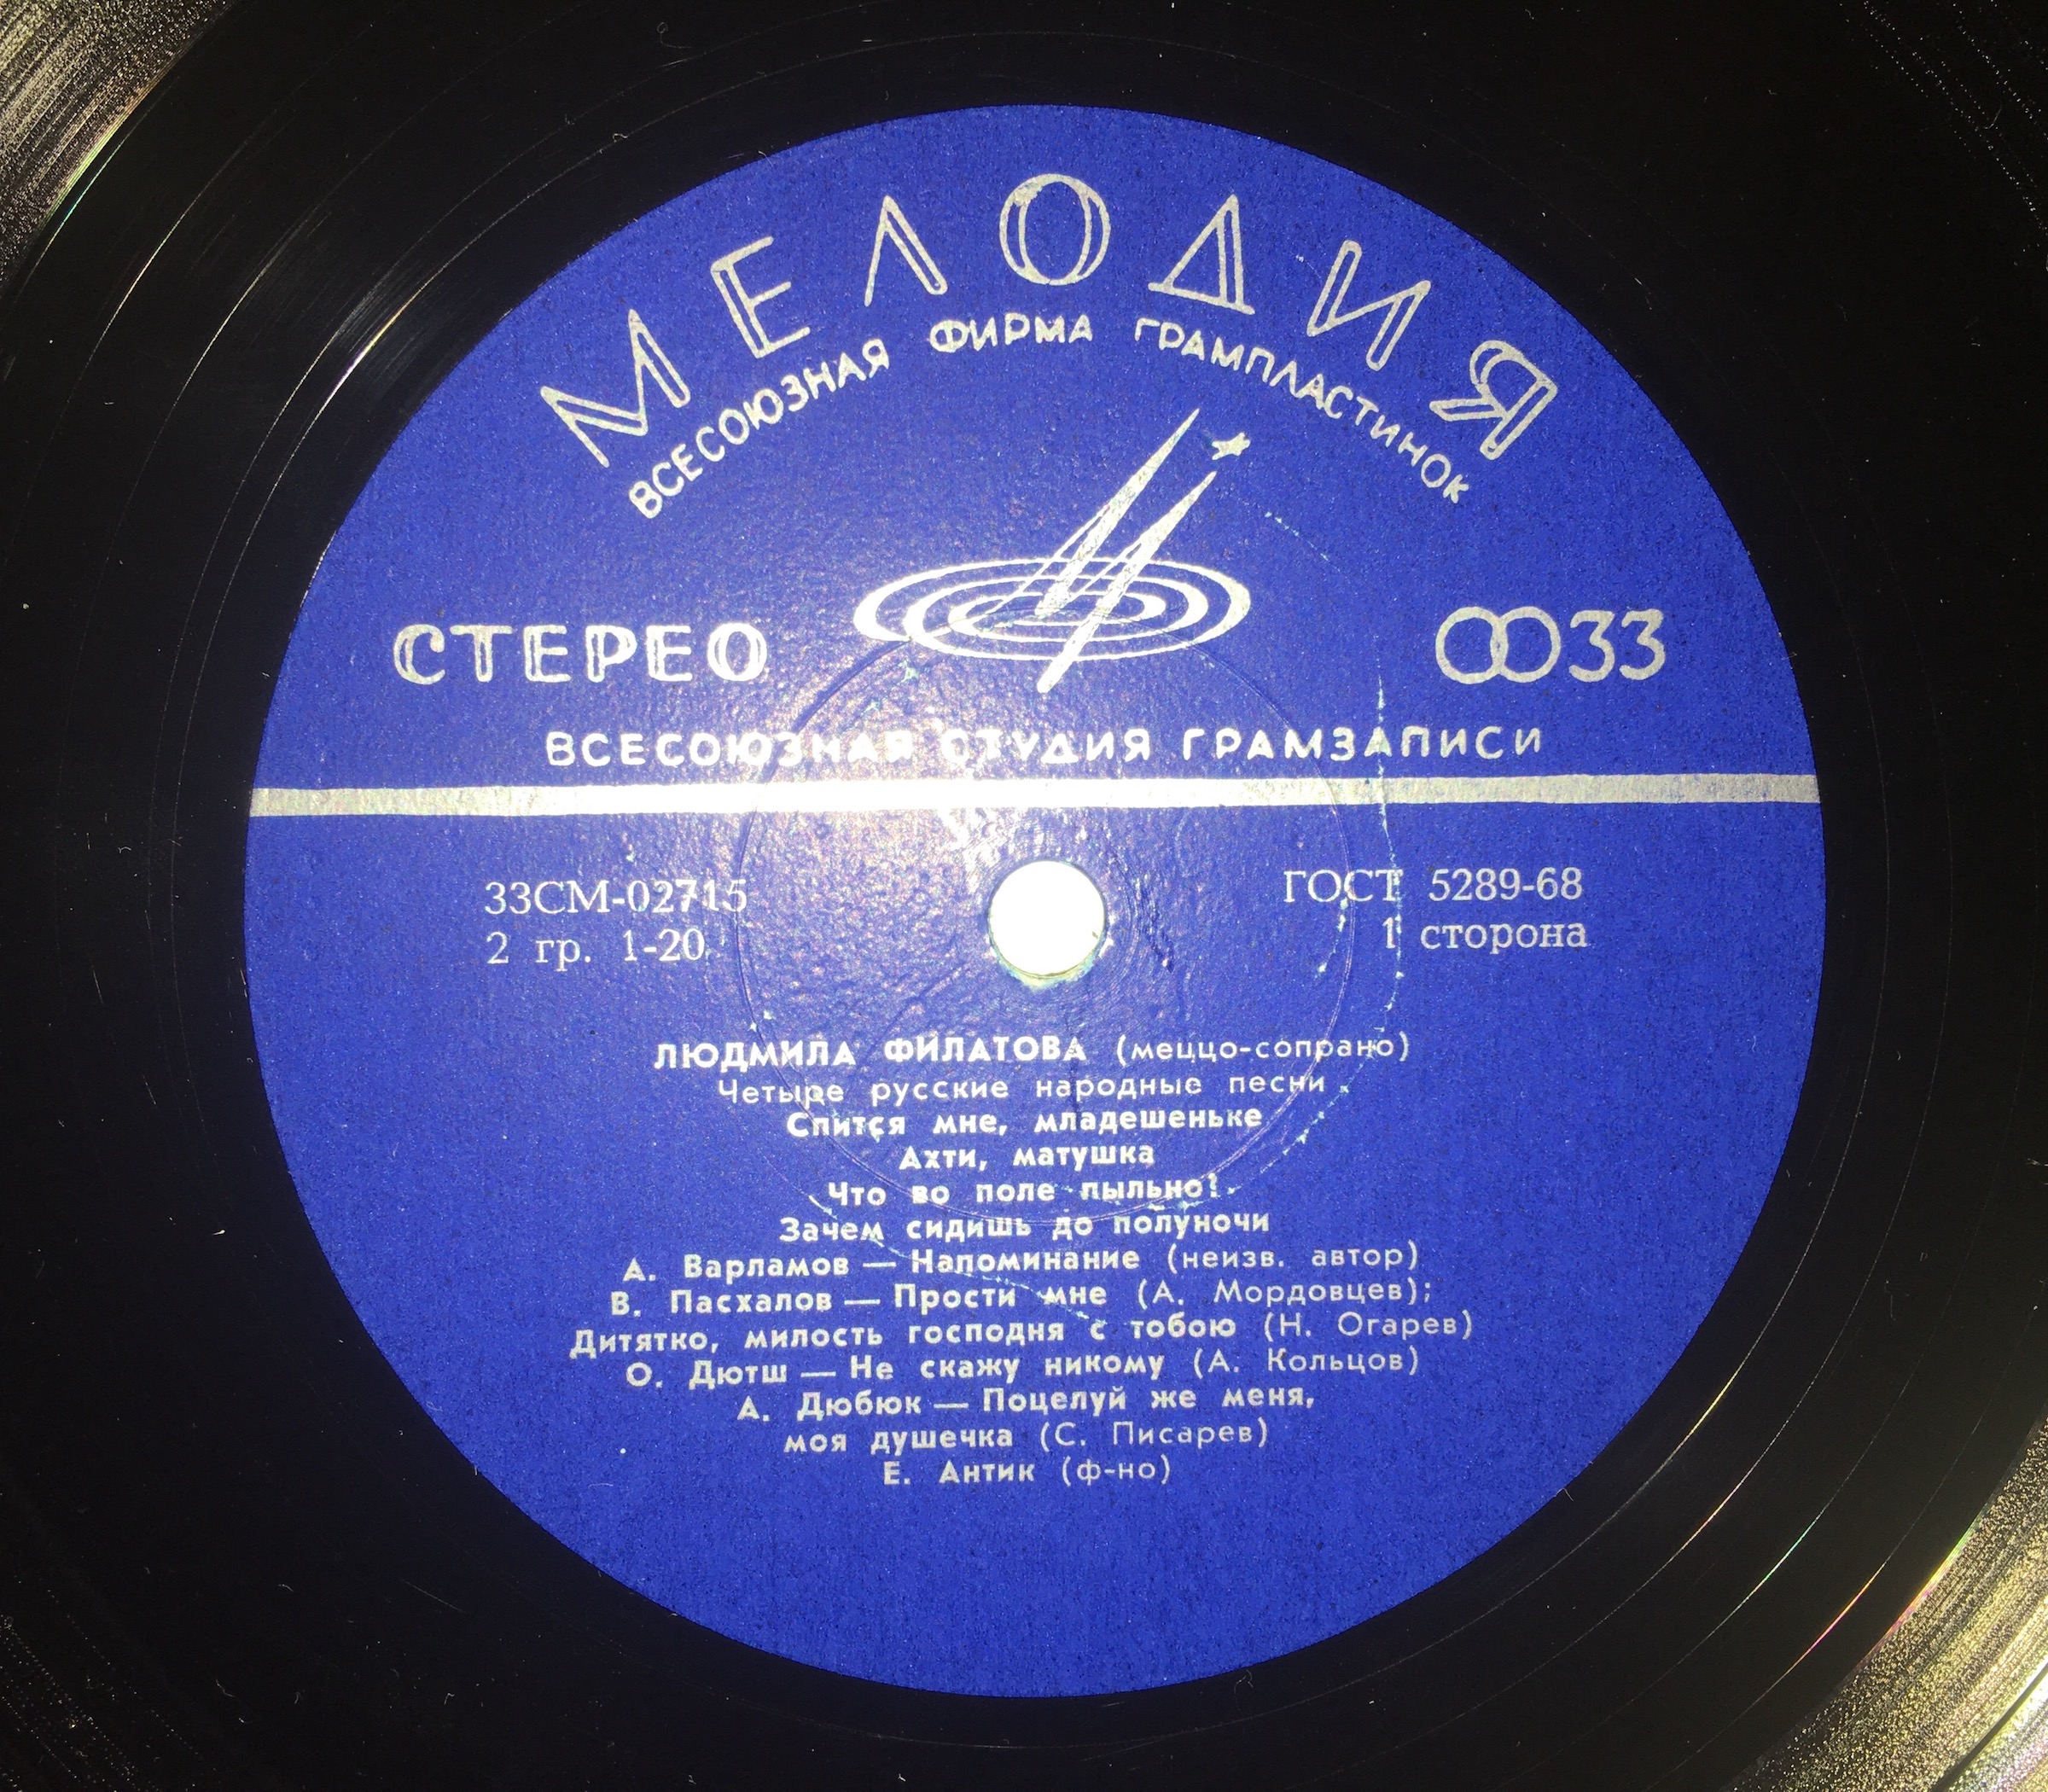 МЕЛОДИЯ
ВСЕСОЮЗНАЯ ФИРМА ГРАМПЛАСТИНОК
СТЕРЕО
33
ВСЕСОЮЗНАЯ СТУДИЯ ГРАМЗАПИСИ
33СМ-02715 ГОСТ 5289-68
2 гр. 1-20 1 сторона
ЛЮДМИЛА ФИЛАТОВА (меццо-сопрано)
Четыре русские народные песни
Спится мне, младешеньке
Ахти, матушка
Что во поле пыльно!
Зачем сидишь до полуночи
А. Варламов — Напоминание (неизв. автор)
В. Пасхалов — Прости мне (А. Мордовцев);
Дитятко, милость господня с тобою (Н. Огарев)
О. Дютш — Не скажу никому (А. Кольцов)
А. Дюбюк — Поцелуй же меня,
моя душечка (С. Писарев)
Е. Антик (ф-но)